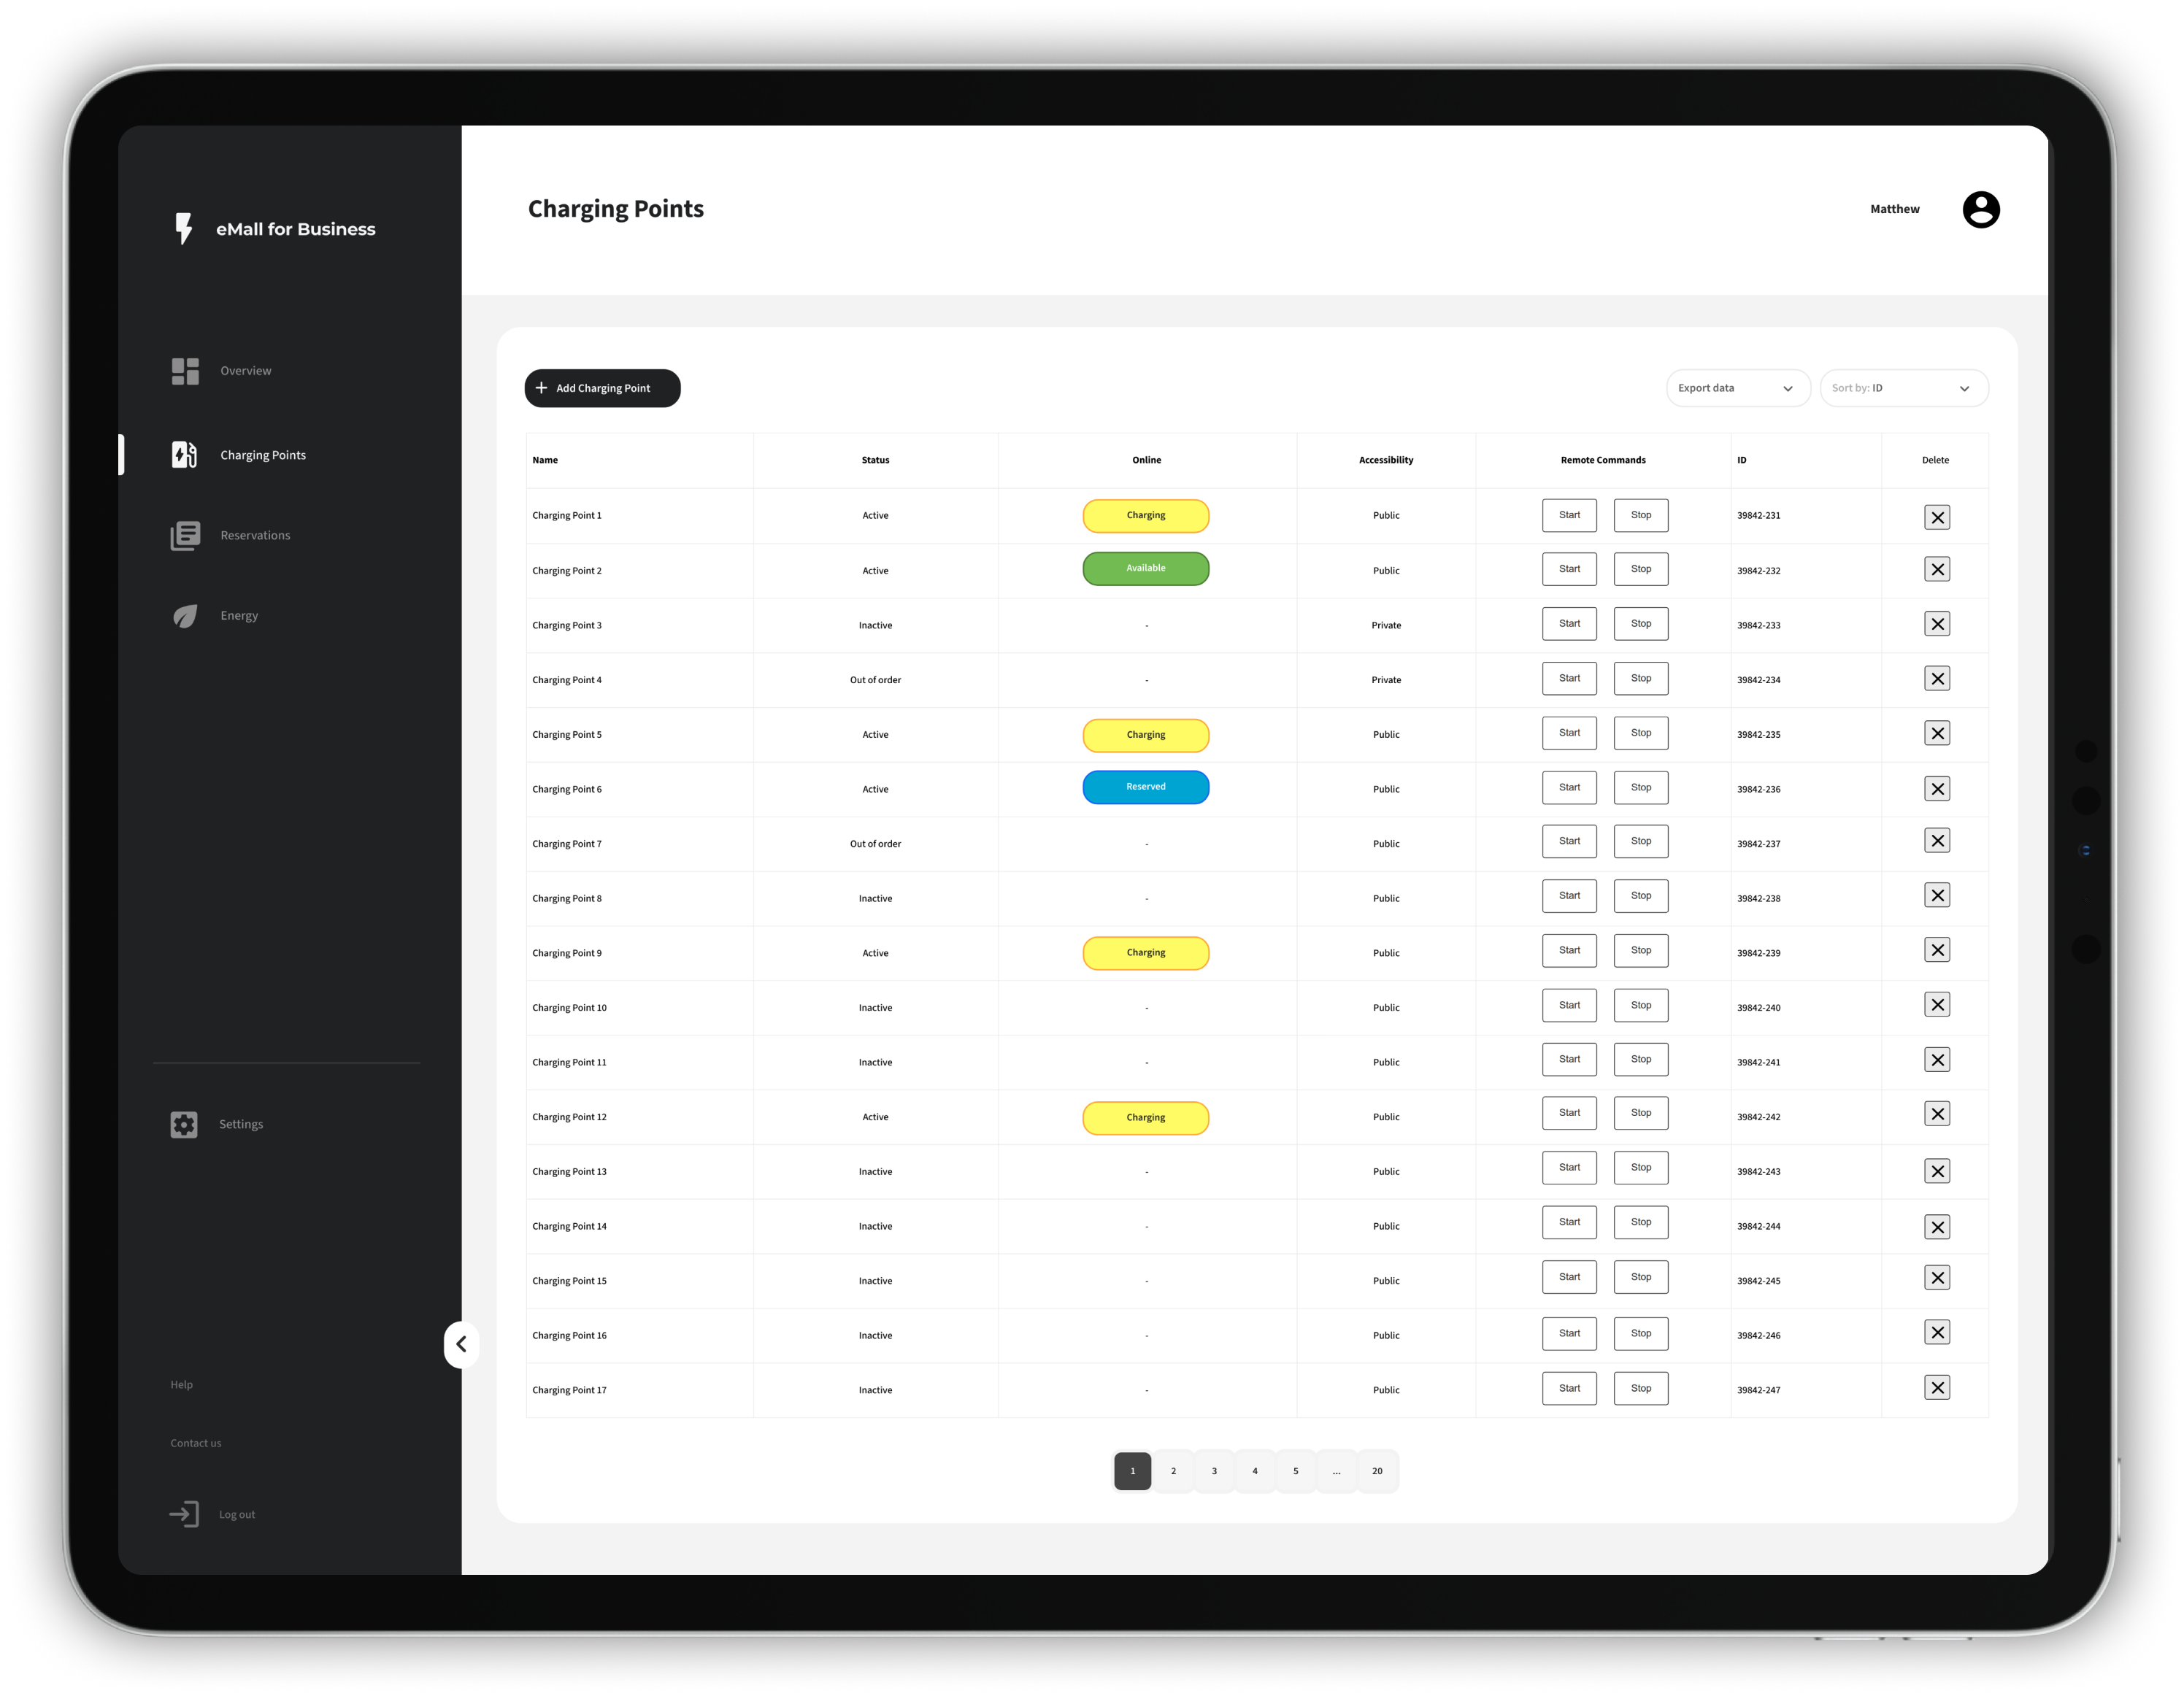 eMall for Business
Overview
Charging Points
Reservations
Energy
Settings
Help
Contact us
Log out
Charging Points
Matthew
Add Charging Point
Export data
Sort by: ID
Name Status Online Accessibility Remote Commands ID Delete
Charging Point 1 Active Charging Public Start Stop 39842-231
Charging Point 2 Active Available Public Start Stop 39842-232
Charging Point 3 Inactive - Private Start Stop 39842-233
Charging Point 4 Out of order - Private Start Stop 39842-234
Charging Point 5 Active Charging Public Start Stop 39842-235
Charging Point 6 Active Reserved Public Start Stop 39842-236
Charging Point 7 Out of order - Public Start Stop 39842-237
Charging Point 8 Inactive - Public Start Stop 39842-238
Charging Point 9 Active Charging Public Start Stop 39842-239
Charging Point 10 Inactive - Public Start Stop 39842-240
Charging Point 11 Inactive - Public Start Stop 39842-241
Charging Point 12 Active Charging Public Start Stop 39842-242
Charging Point 13 Inactive - Public Start Stop 39842-243
Charging Point 14 Inactive - Public Start Stop 39842-244
Charging Point 15 Inactive - Public Start Stop 39842-245
Charging Point 16 Inactive - Public Start Stop 39842-246
Charging Point 17 Inactive - Public Start Stop 39842-247
1 2 3 4 5 ... 20